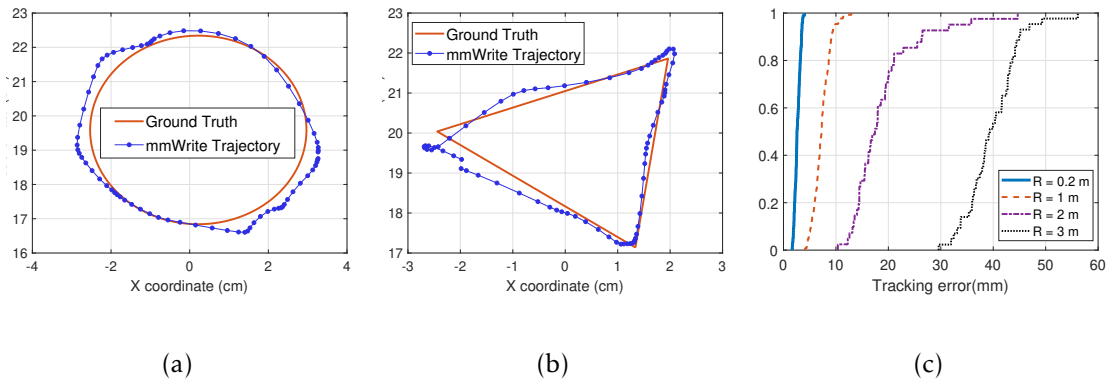 23
22
21
20
19
18
17
16
Ground Truth
mmWrite Trajectory
-4 -2 0 2 4
X coordinate (cm)
(a)
23
22
21
20
19
18
17
Ground Truth
mmWrite Trajectory
-3 -2 -1 0 1 2 3
X coordinate (cm)
(b)
1
0.8
0.6
0.4
0.2
0
R = 0.2 m
R = 1 m
R = 2 m
R = 3 m
0 10 20 30 40 50 60
Tracking error(mm)
(c)